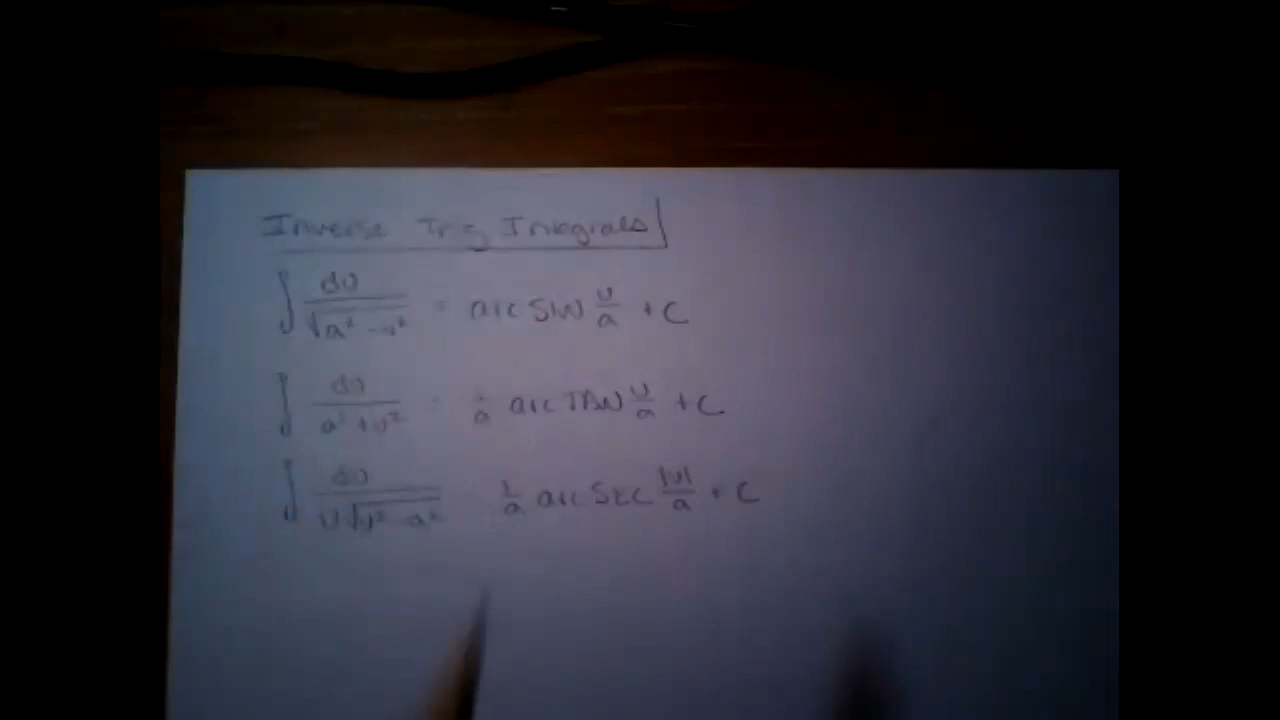 Inverse Trig Integrals
∫ du/√(a² - u²) = arcSIN u/a + C
∫ du/(a² + u²) = 1/a arcTAN u/a + C
∫ du/(u√(u² - a²)) 1/a arcSEC |u|/a + C